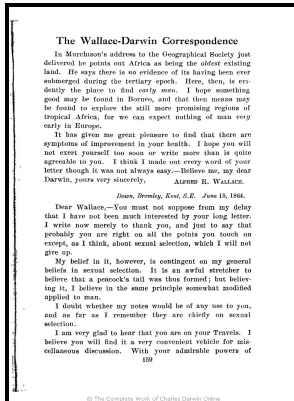 The Wallace-Darwin Correspondence
In Murchison's address to the Geographical Society just
delivered he points out Africa as being the oldest existing
land. He says there is no evidence of its having been ever
submerged during the tertiary epoch. Here, then, is evi-
dently the place to find early man. I hope something
good may be found in Borneo, and that then means may
be found to explore the still more promising regions of
tropical Africa, for we can expect nothing of man very
early in Europe.
It has given me great pleasure to find that there are
symptoms of improvement in your health. I hope you will
not exert yourself too soon or write more than is quite
agreeable to you. I think I made out every word of your
letter though it was not always easy.—Believe me, my dear
Darwin, yours very sincerely, ALFRED R. WALLACE.
Down, Bromley, Kent, S.E. June 15, 1864.
Dear Wallace,—You must not suppose from my delay
that I have not been much interested by your long letter.
I write now merely to thank you, and just to say that
probably you are right on all the points you touch on
except, as I think, about sexual selection, which I will not
give up.
My belief in it, however, is contingent on my general
beliefs in sexual selection. It is an awful stretcher to
believe that a peacock's tail was thus formed; but believ-
ing it, I believe in the same principle somewhat modified
applied to man.
I doubt whether my notes would be of any use to you,
and as far as I remember they are chiefly on sexual
selection.
I am very glad to hear that you are on your Travels. I
believe you will find it a very convenient vehicle for mis-
cellaneous discussion. With your admirable powers of
159
© The Complete Work of Charles Darwin Online